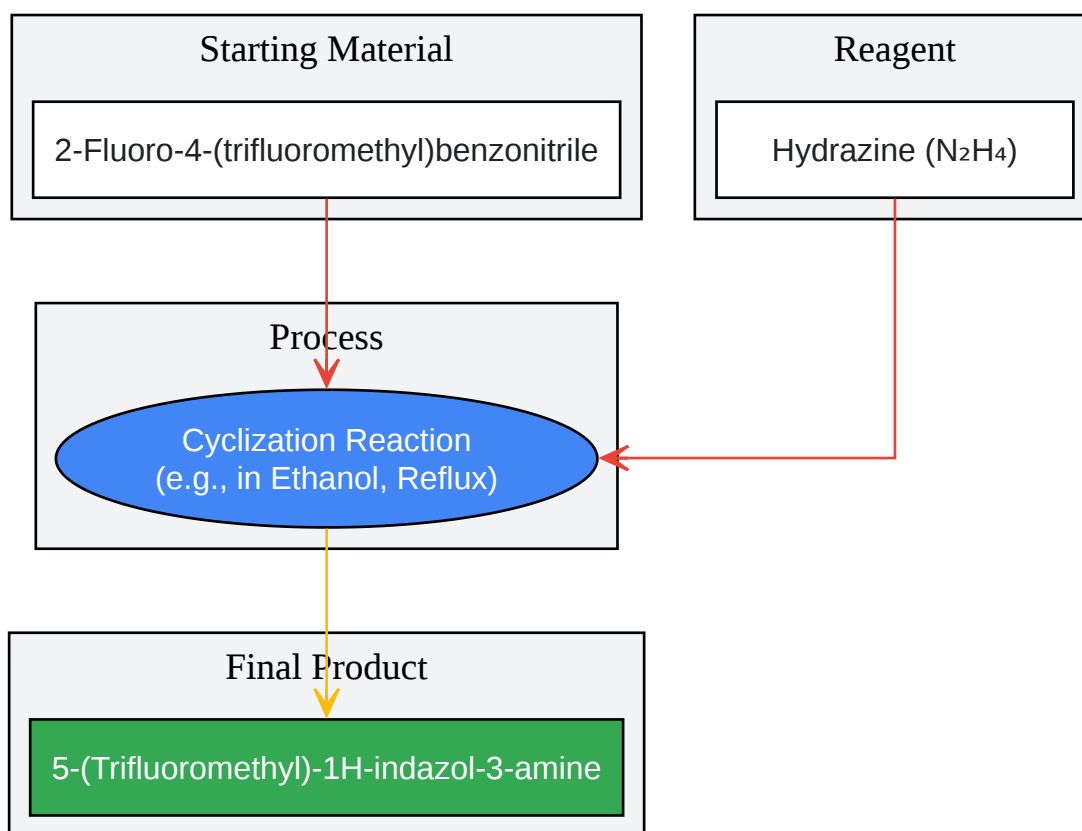 Starting Material
2-Fluoro-4-(trifluoromethyl)benzonitrile
Reagent
Hydrazine (N₂H₄)
Process
Cyclization Reaction
(e.g., in Ethanol, Reflux)
Final Product
5-(Trifluoromethyl)-1H-indazol-3-amine